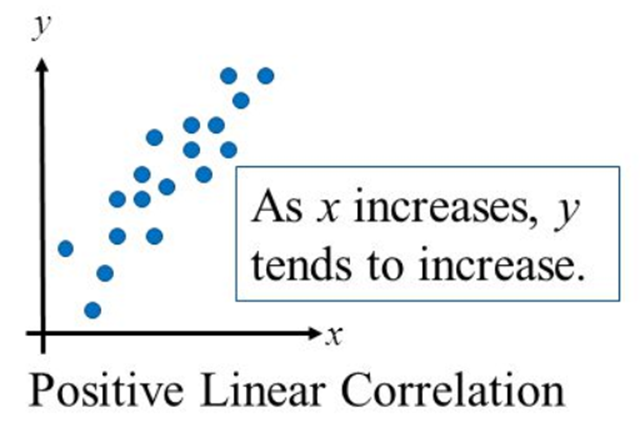 y
As x increases, y
tends to increase.
x
Positive Linear Correlation